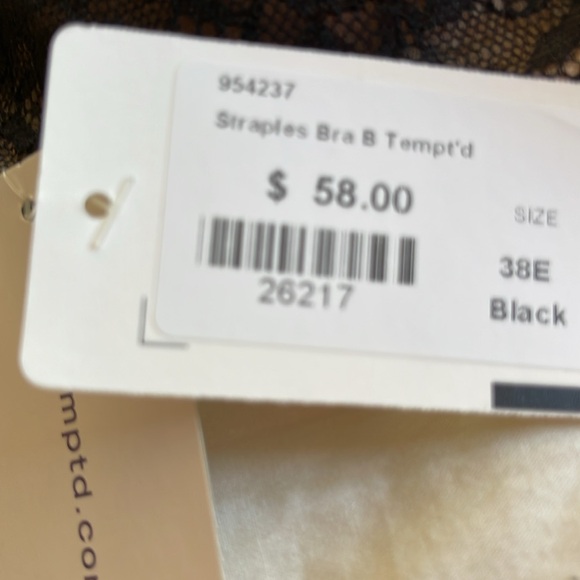 954237
Straples Bra B Tempt'd
$ 58.00
SIZE
26217
38E
Black
mptd.co